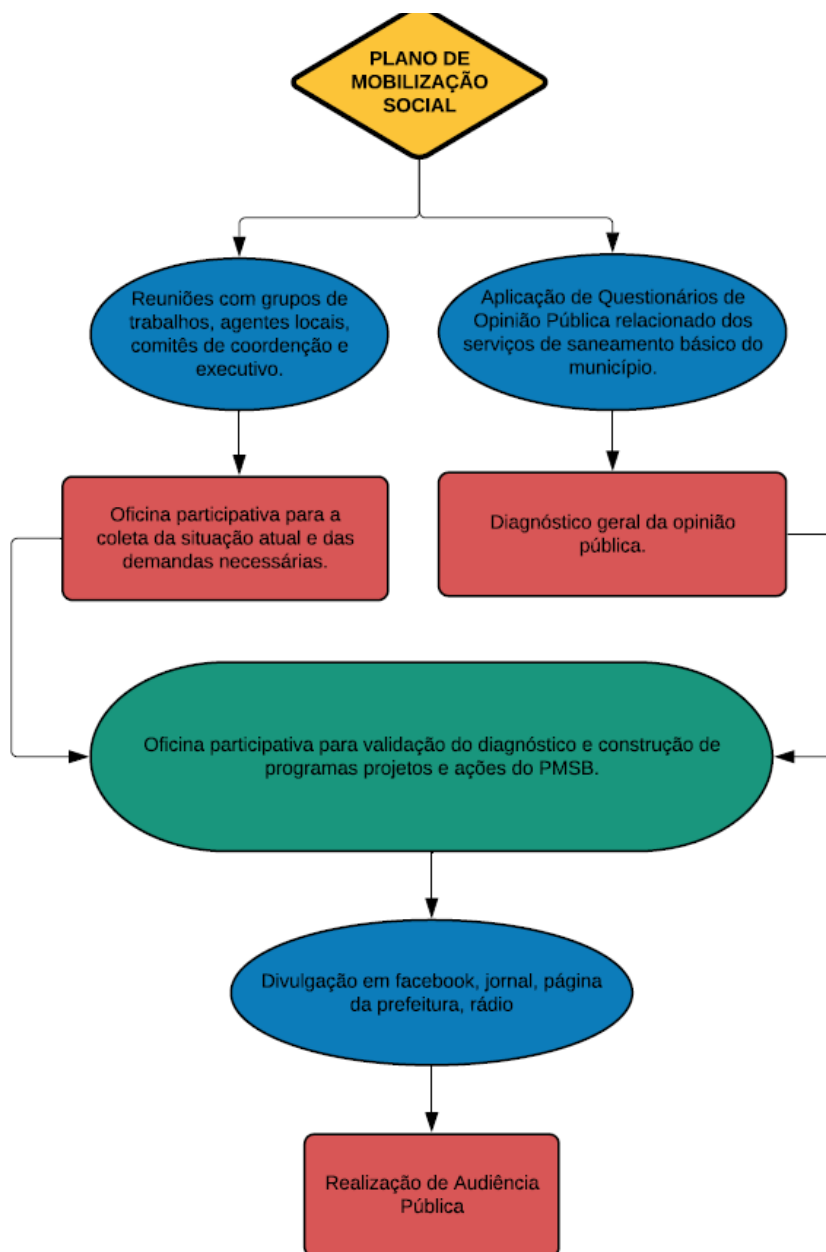 PLANO DE
MOBILIZAÇÃO
SOCIAL
Reuniões com grupos de
trabalhos, agentes locais,
comitês de coordenção e
executivo.
Aplicação de Questionários de
Opinião Pública relacionado dos
serviços de saneamento básico do
município.
Oficina participativa para a
coleta da situação atual e das
demandas necessárias.
Diagnóstico geral da opinião
pública.
Oficina participativa para validação do diagnóstico e construção de
programas projetos e ações do PMSB.
Divulgação em facebook, jornal, página
da prefeitura, rádio
Realização de Audiência
Pública